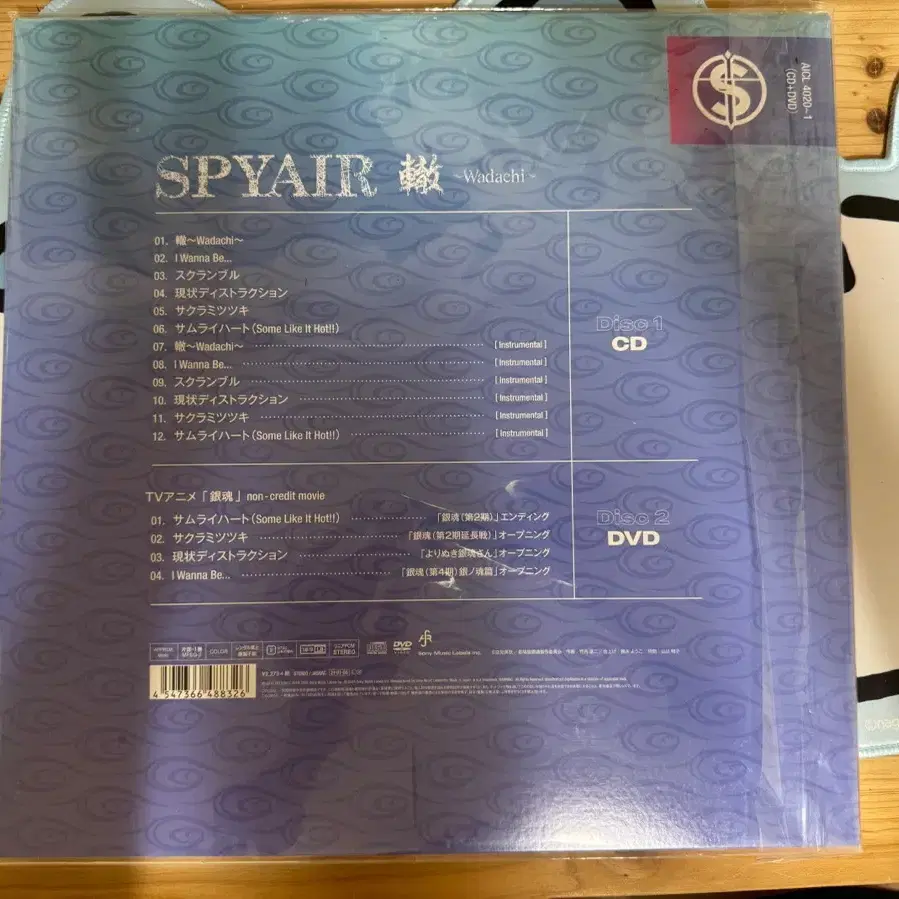 AICL 4020~1
(CD+DVD)
SPYAIR 轍 ~Wadachi~
01. 轍〜Wadachi〜
02. I Wanna Be...
03. スクランブル
04. 現状ディストラクション
05. サクラミツツキ
06. サムライハート(Some Like It Hot!!)
07. 轍〜Wadachi〜 [ Instrumental ]
08. I Wanna Be... [ Instrumental ]
09. スクランブル [ Instrumental ]
10. 現状ディストラクション [ Instrumental ]
11. サクラミツツキ [ Instrumental ]
12. サムライハート(Some Like It Hot!!) [ Instrumental ]
Disc 1
CD
TVアニメ「銀魂」non-credit movie
01. サムライハート(Some Like It Hot!!) 「銀魂(第2期)」エンディング
02. サクラミツツキ 「銀魂(第2期延長戦)」オープニング
03. 現状ディストラクション 「よりぬき銀魂さん」オープニング
04. I Wanna Be... 「銀魂(第4期)銀ノ魂篇」オープニング
Disc 2
DVD
COLOR
STEREO
DVD
Sony Music Labels Inc.
4 547366 488326